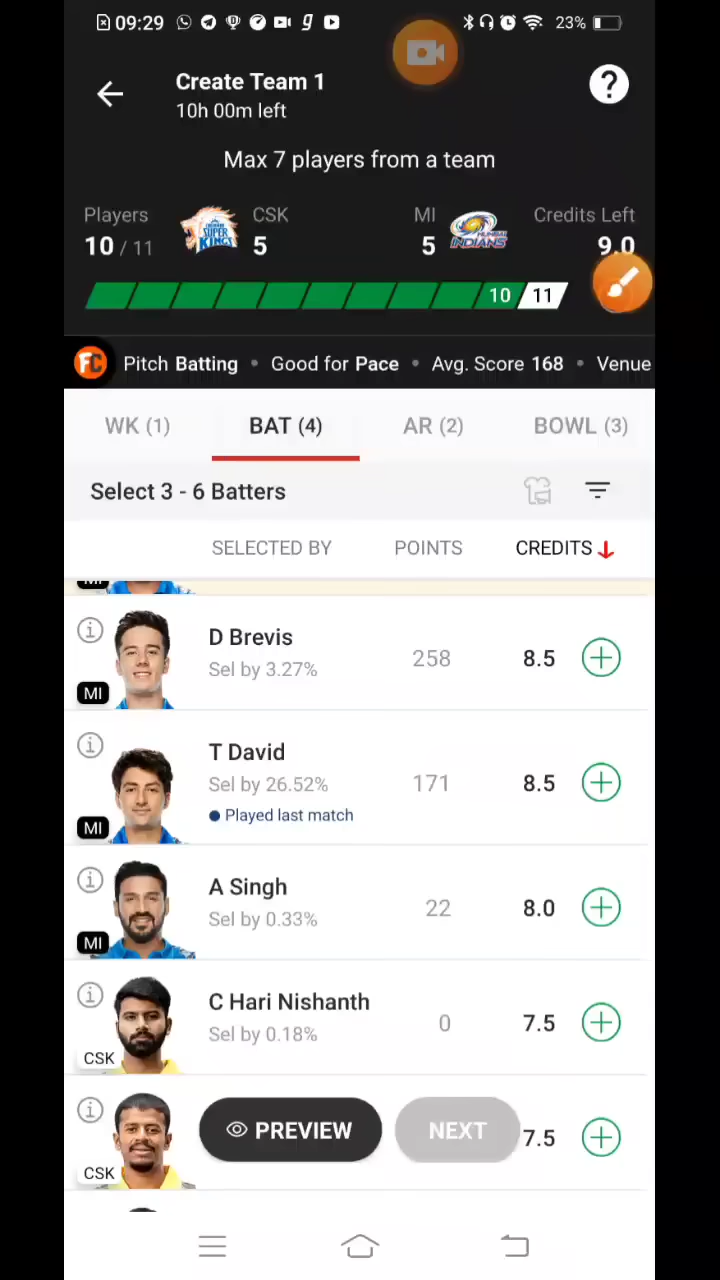 09:29 23%
Create Team 1
10h 00m left
?
Max 7 players from a team
Players CSK MI Credits Left
10 / 11 5 5 9.0
SUPER KINGS
INDIANS
10 11
FC Pitch Batting • Good for Pace • Avg. Score 168 • Venue
WK (1) BAT (4) AR (2) BOWL (3)
Select 3 - 6 Batters
SELECTED BY POINTS CREDITS
MI
D Brevis
Sel by 3.27% 258 8.5
MI
T David
Sel by 26.52% 171 8.5
Played last match
MI
A Singh
Sel by 0.33% 22 8.0
MI
C Hari Nishanth
Sel by 0.18% 0 7.5
CSK
PREVIEW NEXT 7.5
CSK